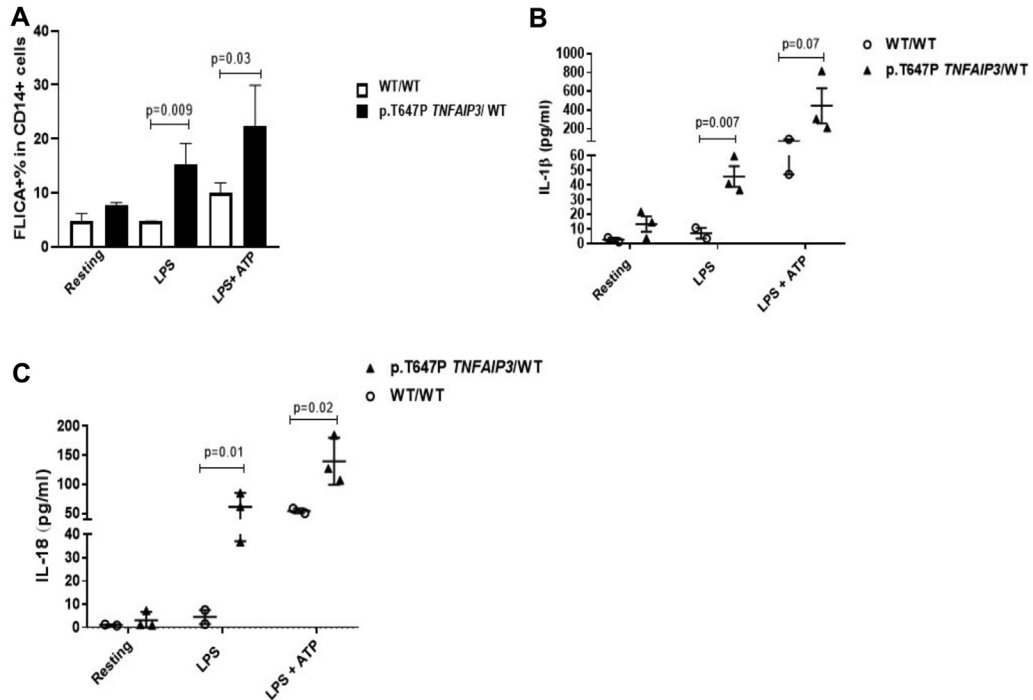 A
FLICA+% in CD14+ cells
40
30
20
10
0
p=0.009
p=0.03
Resting
LPS
LPS+ ATP
WT/WT
p.T647P TNFAIP3/ WT
B
IL-1β (pg/ml)
1000
800
600
400
200
60
50
40
30
20
10
0
p=0.007
p=0.07
Resting
LPS
LPS + ATP
WT/WT
p.T647P TNFAIP3/WT
C
p.T647P TNFAIP3/WT
WT/WT
IL-18 (pg/ml)
200
150
100
50
40
30
20
10
0
p=0.01
p=0.02
Resting
LPS
LPS + ATP